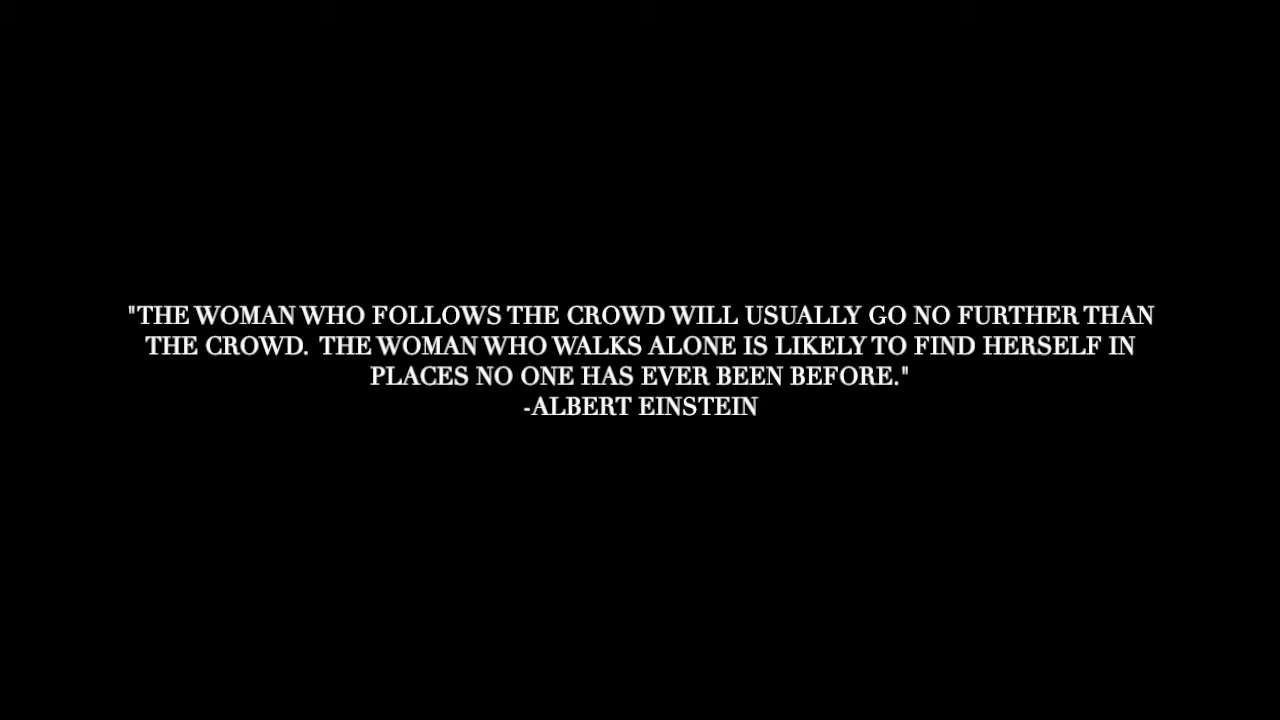 "THE WOMAN WHO FOLLOWS THE CROWD WILL USUALLY GO NO FURTHER THAN
THE CROWD.  THE WOMAN WHO WALKS ALONE IS LIKELY TO FIND HERSELF IN
PLACES NO ONE HAS EVER BEEN BEFORE."
-ALBERT EINSTEIN